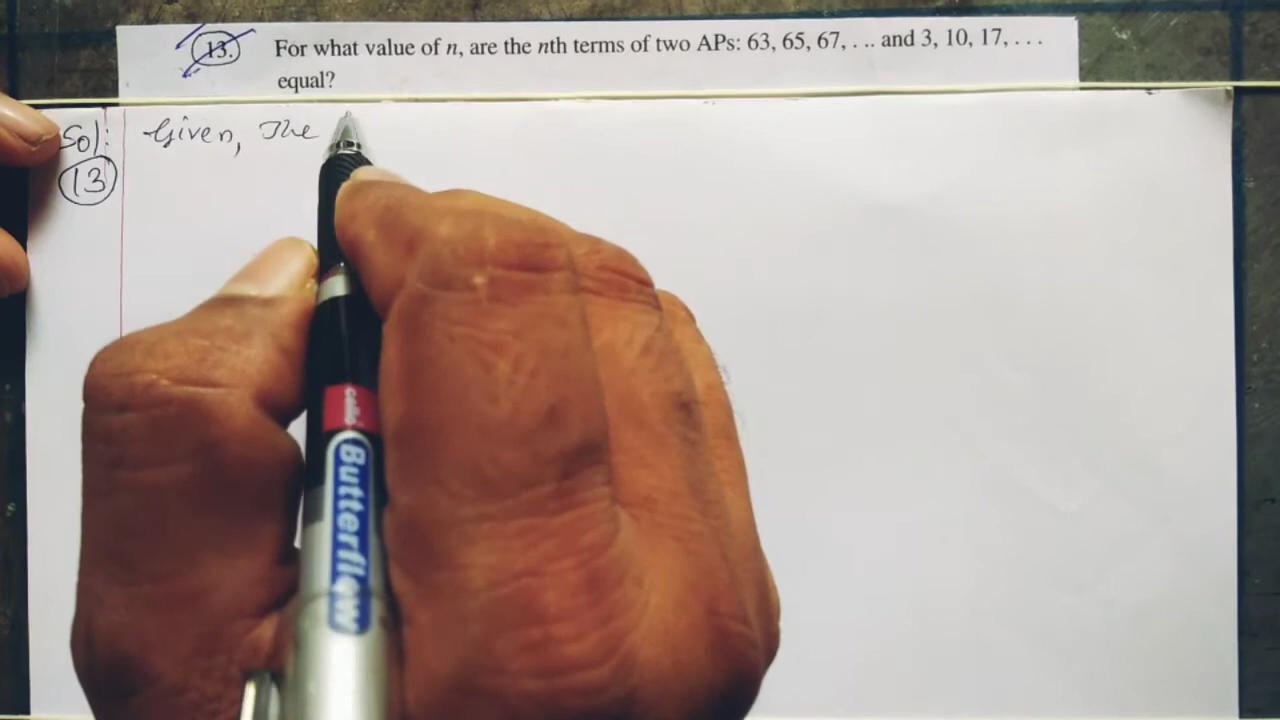 13. For what value of n, are the nth terms of two APs: 63, 65, 67, . . . and 3, 10, 17, . . .
equal?
Sol: Given, The
13
cello
Butterflow